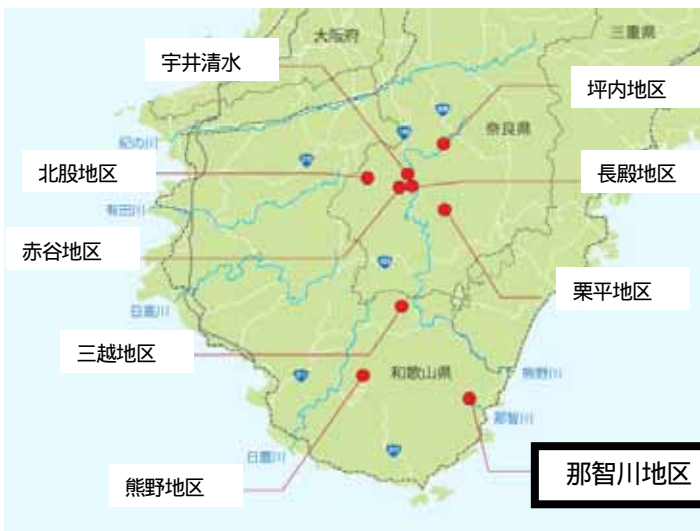 大阪府
三重県
宇井清水
坪内地区
奈良県
紀の川
北股地区
長殿地区
有田川
赤谷地区
栗平地区
日高川
三越地区
和歌山県
熊野川
那智川
日置川
熊野地区
那智川地区